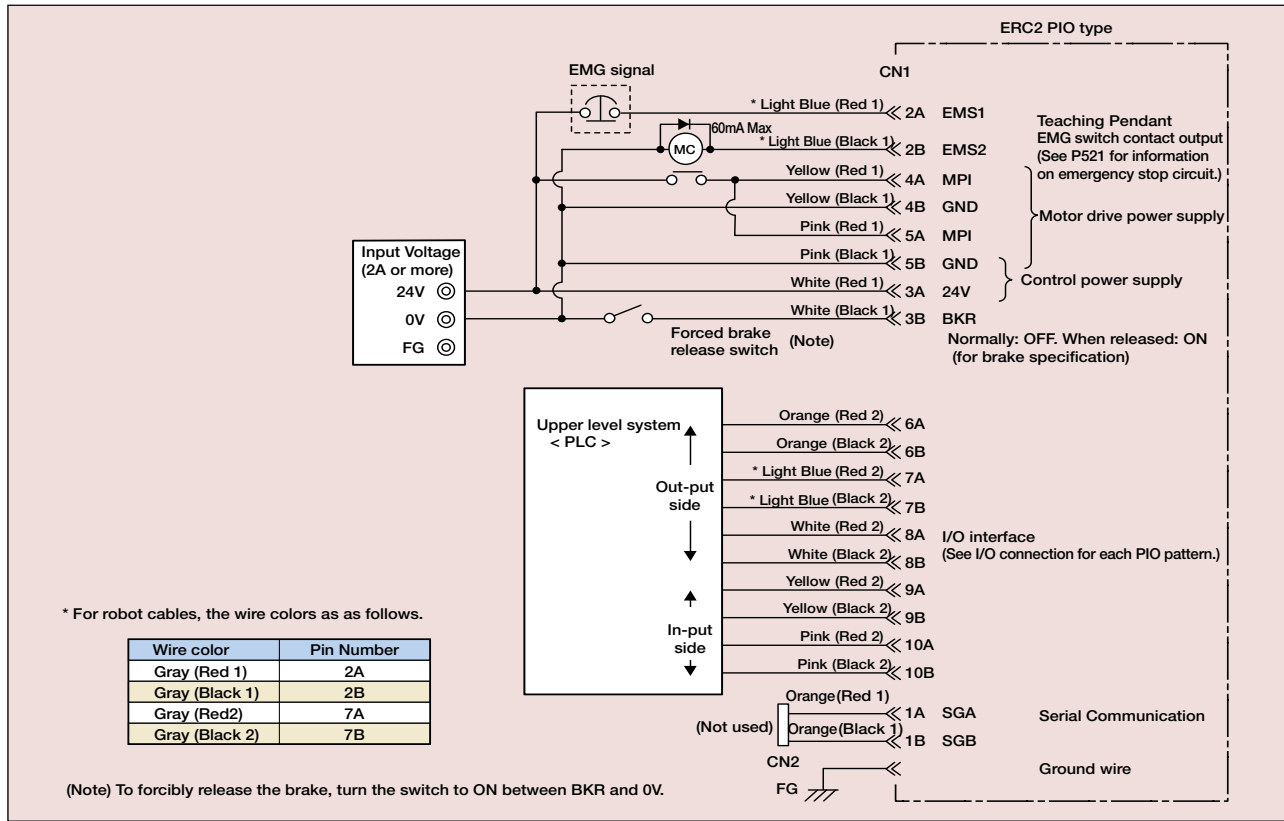 ERC2 PIO type
CN1
EMG signal
* Light Blue (Red 1)
2A EMS1
60mA Max
MC
* Light Blue (Black 1)
2B EMS2
Teaching Pendant
EMG switch contact output
(See P521 for information
on emergency stop circuit.)
Yellow (Red 1)
4A MPI
Yellow (Black 1)
4B GND
Motor drive power supply
Pink (Red 1)
5A MPI
Pink (Black 1)
5B GND
Input Voltage
(2A or more)
24V
0V
FG
White (Red 1)
3A 24V
Control power supply
White (Black 1)
3B BKR
Forced brake
release switch
(Note)
Normally: OFF. When released: ON
(for brake specification)
Upper level system
< PLC >
Out-put
side
In-put
side
Orange (Red 2)
6A
Orange (Black 2)
6B
* Light Blue (Red 2)
7A
* Light Blue (Black 2)
7B
White (Red 2)
8A
White (Black 2)
8B
I/O interface
(See I/O connection for each PIO pattern.)
Yellow (Red 2)
9A
Yellow (Black 2)
9B
Pink (Red 2)
10A
Pink (Black 2)
10B
Orange(Red 1)
1A SGA
Serial Communication
(Not used)
Orange(Black 1)
1B SGB
CN2
FG
Ground wire
* For robot cables, the wire colors as as follows.
Wire color Pin Number
Gray (Red 1) 2A
Gray (Black 1) 2B
Gray (Red2) 7A
Gray (Black 2) 7B
(Note) To forcibly release the brake, turn the switch to ON between BKR and 0V.